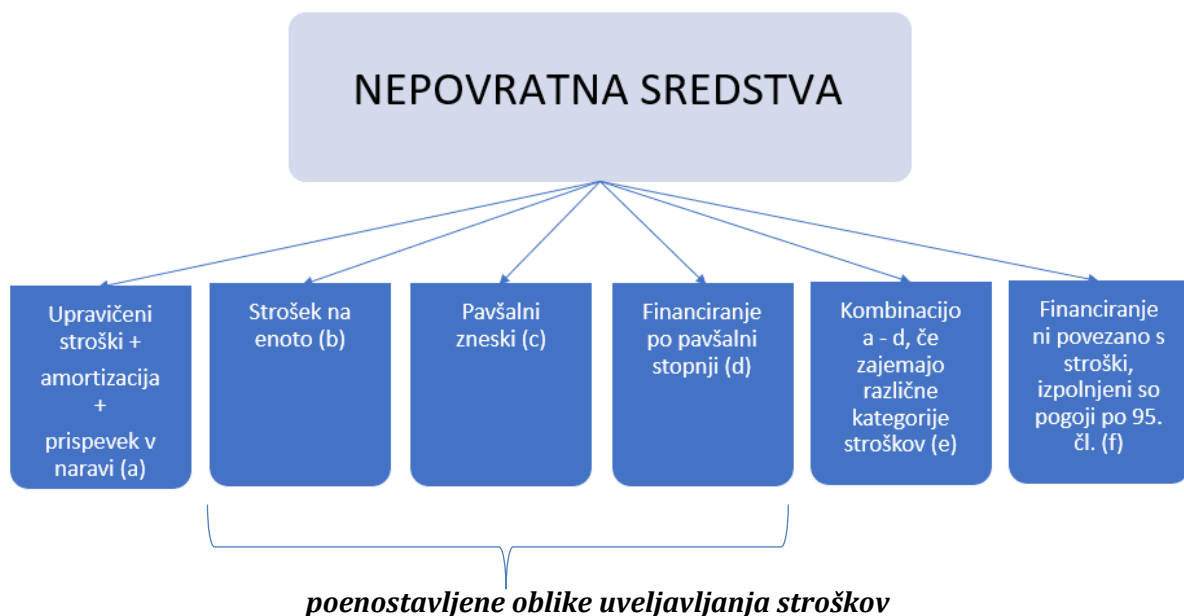 NEPOVRATNA SREDSTVA
Upravičeni
stroški +
amortizacija
+
prispevek v
naravi (a)
Strošek na
enoto (b)
Pavšalni
zneski (c)
Financiranje
po pavšalni
stopnji (d)
Kombinacijo
a - d, če
zajemajo
različne
kategorije
stroškov (e)
Financiranje
ni povezano s
stroški,
izpolnjeni so
pogoji po 95.
čl. (f)
poenostavljene oblike uveljavljanja stroškov